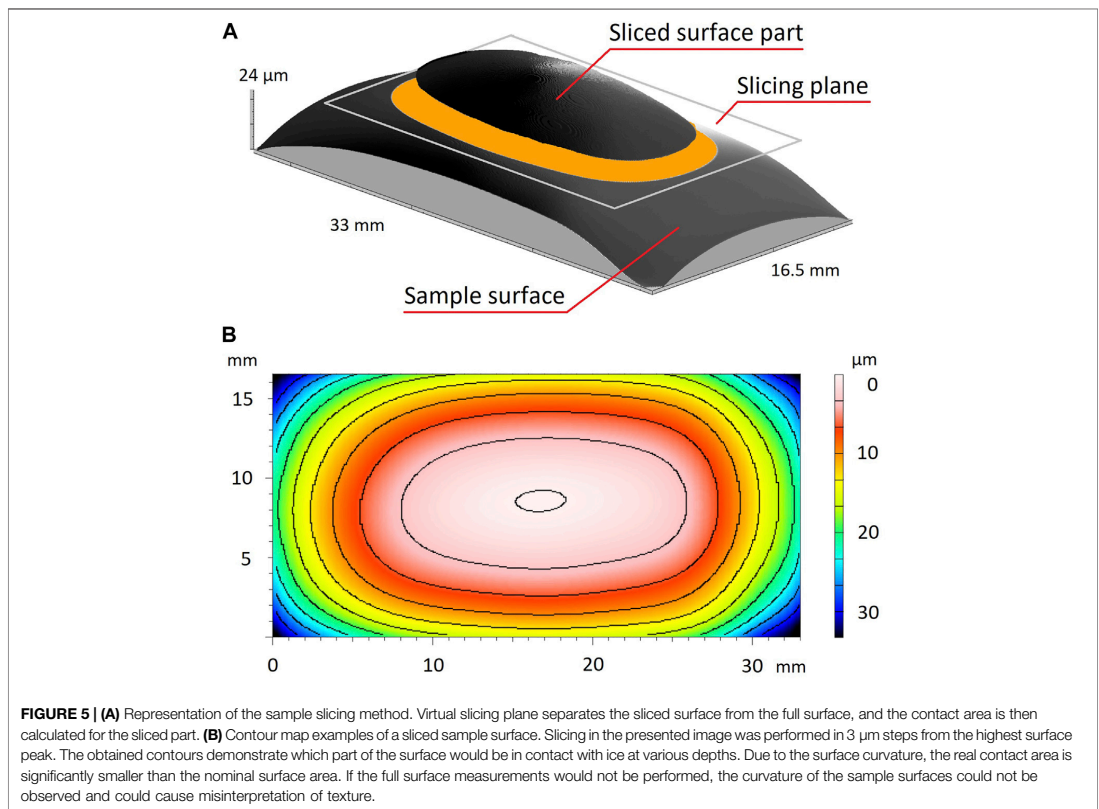 A
Sliced surface part
24 µm
Slicing plane
33 mm
16.5 mm
Sample surface
B
mm
µm
15
10
5
0
10
20
30
mm
0
10
20
30
FIGURE 5 | (A) Representation of the sample slicing method. Virtual slicing plane separates the sliced surface from the full surface, and the contact area is then
calculated for the sliced part. (B) Contour map examples of a sliced sample surface. Slicing in the presented image was performed in 3 µm steps from the highest surface
peak. The obtained contours demonstrate which part of the surface would be in contact with ice at various depths. Due to the surface curvature, the real contact area is
significantly smaller than the nominal surface area. If the full surface measurements would not be performed, the curvature of the sample surfaces could not be
observed and could cause misinterpretation of texture.